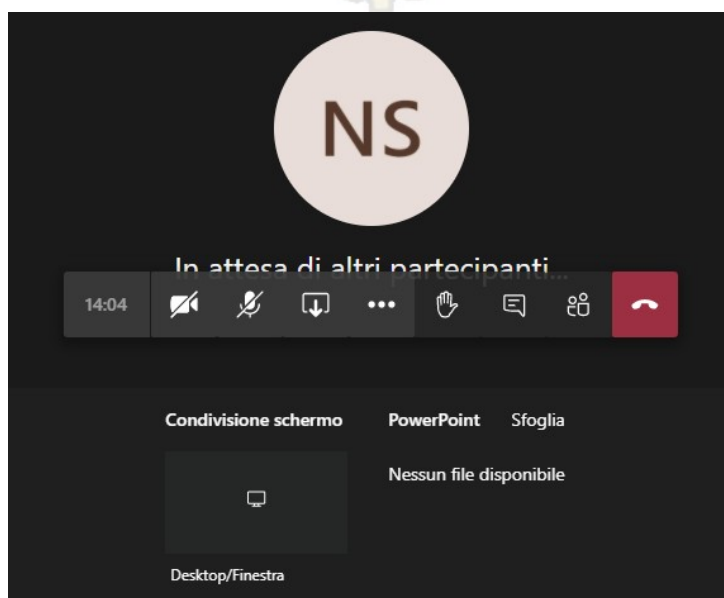 NS
In attesa di altri partecipanti...
14:04
Condivisione schermo
PowerPoint Sfoglia
Nessun file disponibile
Desktop/Finestra